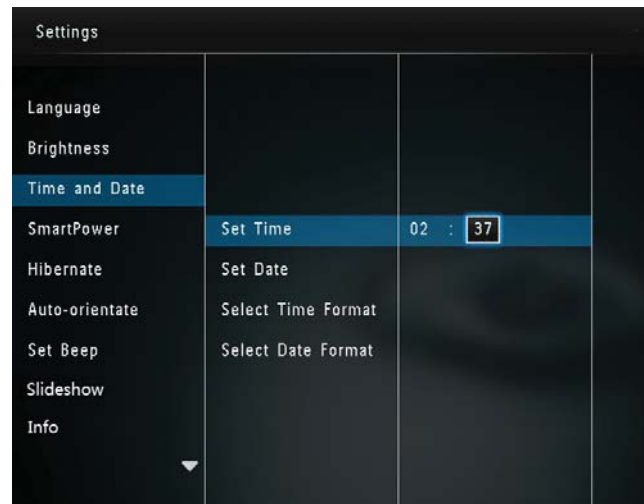 Settings
Language
Brightness
Time and Date
SmartPower
Set Time
02 : 37
Hibernate
Set Date
Auto-orientate
Select Time Format
Set Beep
Select Date Format
Slideshow
Info